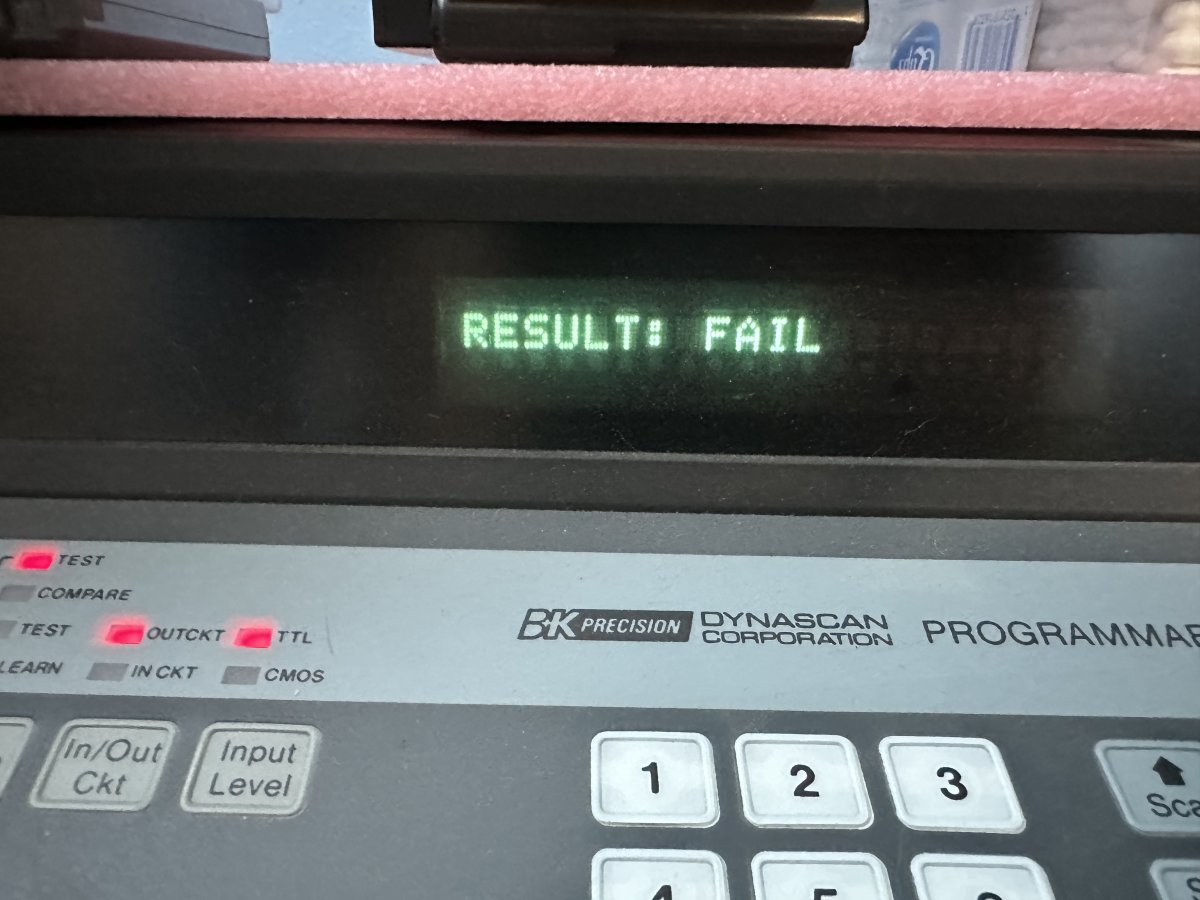 RESULT: FAIL
TEST
COMPARE
TEST OUTCKT TTL
LEARN IN CKT CMOS
B+K PRECISION DYNASCAN CORPORATION
In/Out
Ckt
Input
Level
1 2 3